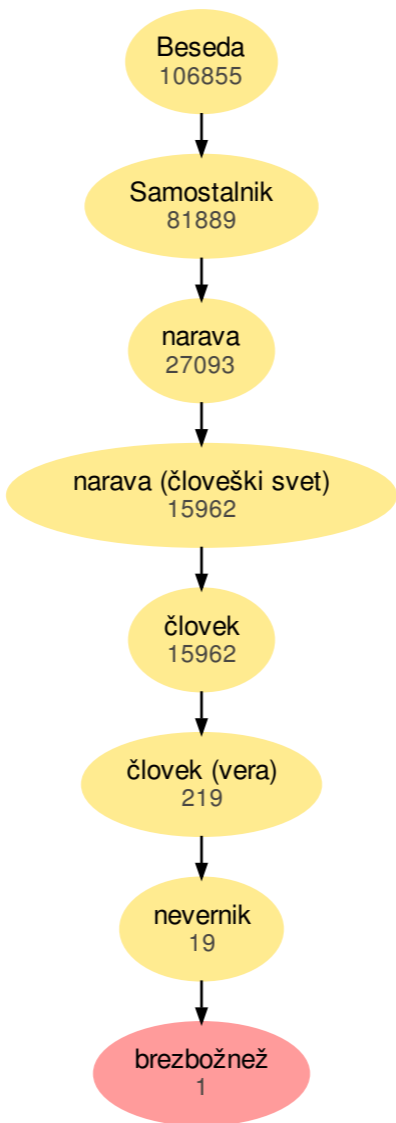 Beseda
106855
Samostalnik
81889
narava
27093
narava (človeški svet)
15962
človek
15962
človek (vera)
219
nevernik
19
brezbožnež
1